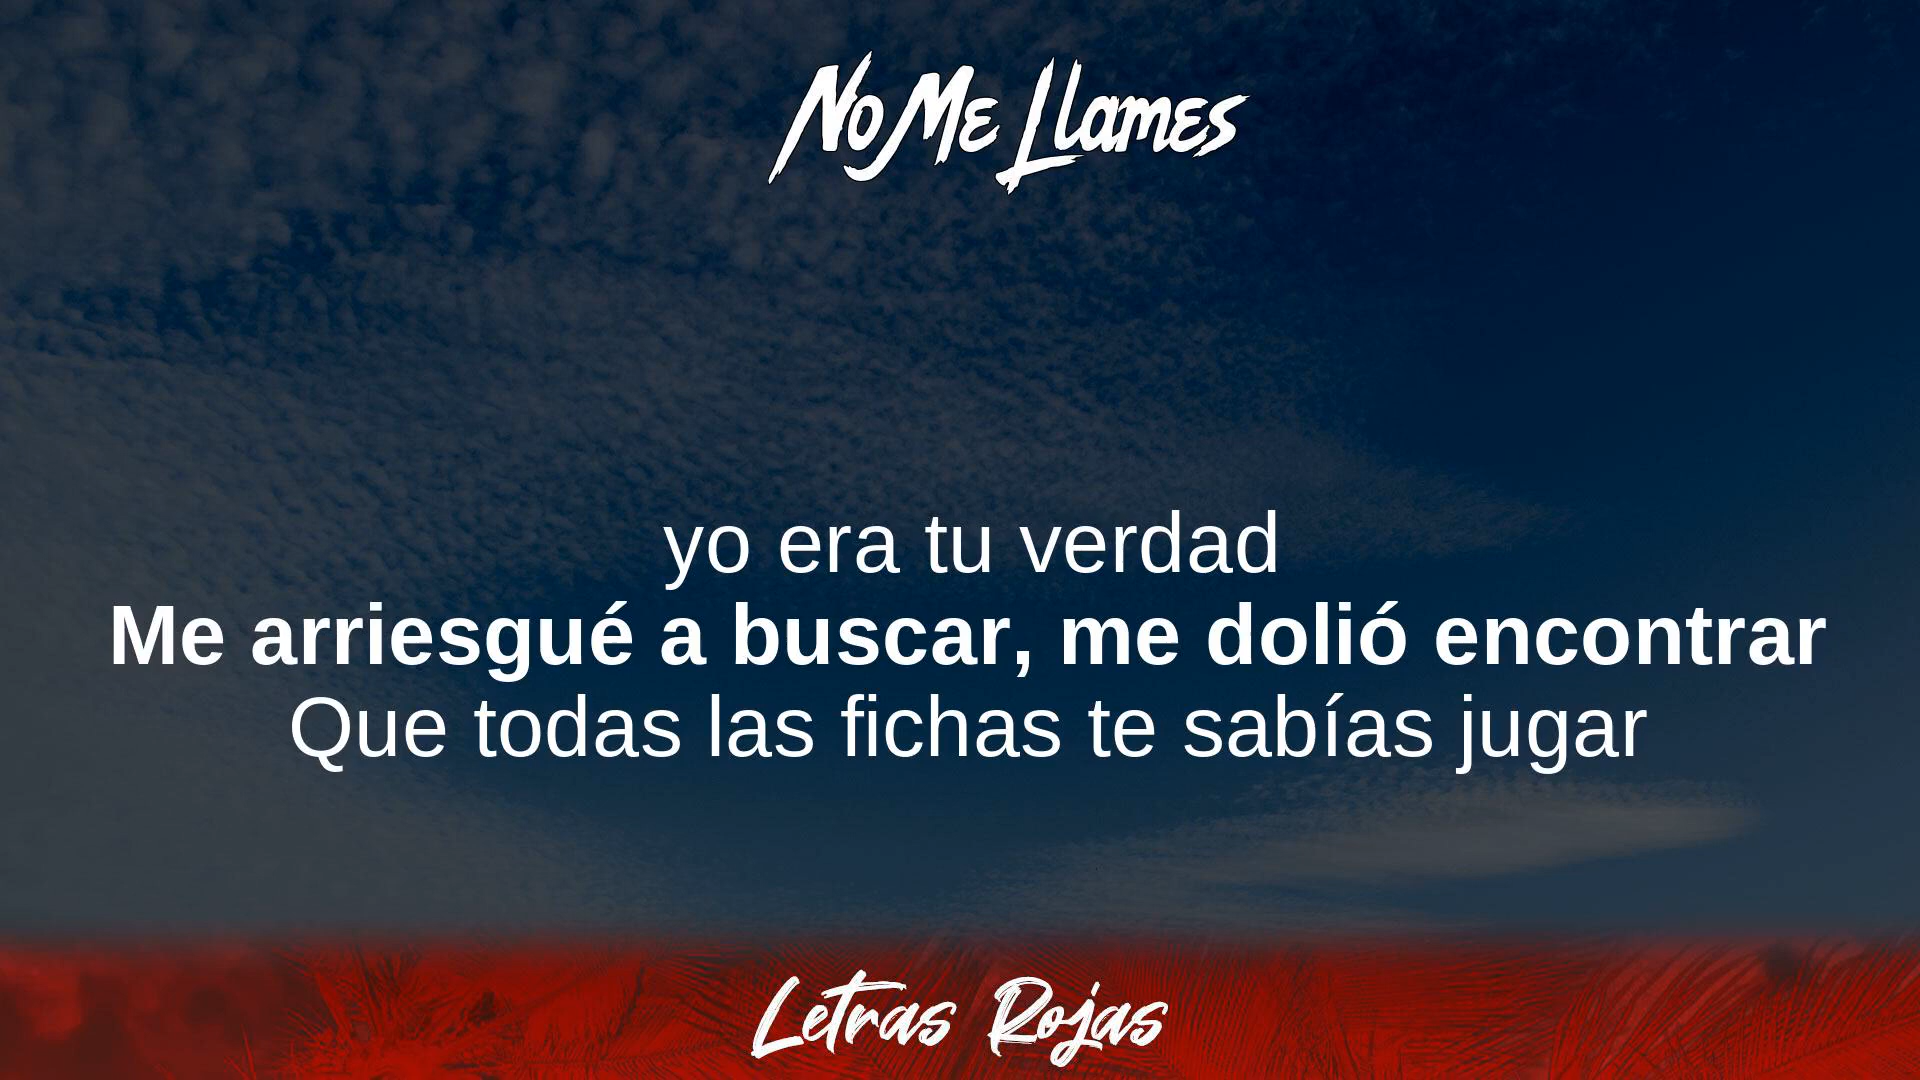 No Me Llames
yo era tu verdad
Me arriesgué a buscar, me dolió encontrar
Que todas las fichas te sabías jugar
Letras Rojas